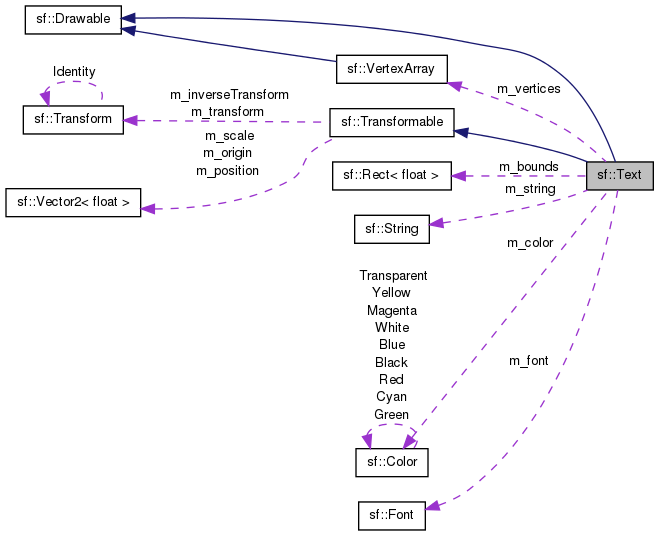 sf::Drawable
sf::VertexArray
Identity
m_inverseTransform
m_transform
m_vertices
sf::Transform
sf::Transformable
m_scale
m_origin
m_position
sf::Rect< float >
m_bounds
sf::Text
m_string
sf::Vector2< float >
sf::String
m_color
Transparent
Yellow
Magenta
White
Blue
Black
Red
Cyan
Green
m_font
sf::Color
sf::Font